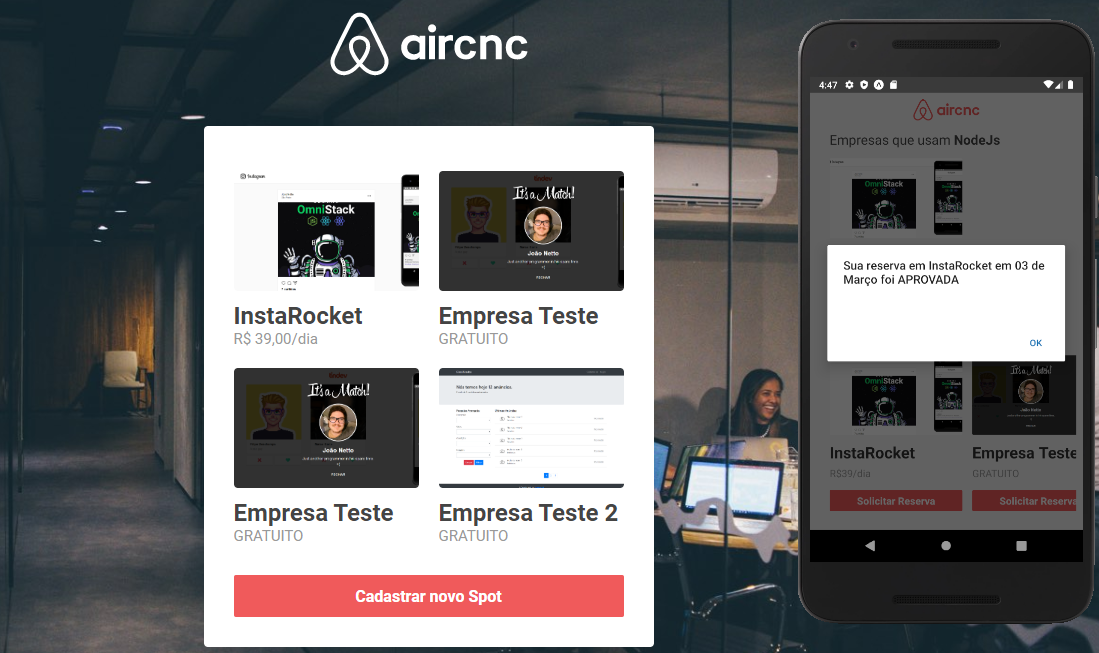 aircnc
Instagram
OmniStack
It's a Match!
João Netto
FECHAR
InstaRocket
R$ 39,00/dia
Empresa Teste
GRATUITO
It's a Match!
João Netto
FECHAR
Nós temos hoje 12 anúncios.
Empresa Teste
GRATUITO
Empresa Teste 2
GRATUITO
Cadastrar novo Spot
4:47
aircnc
Empresas que usam NodeJs
OmniStack
Sua reserva em InstaRocket em 03 de
Março foi APROVADA
OK
OmniStack
It's a Match!
João Netto
InstaRocket
R$39/dia
Solicitar Reserva
Empresa Teste
GRATUITO
Solicitar Reserva